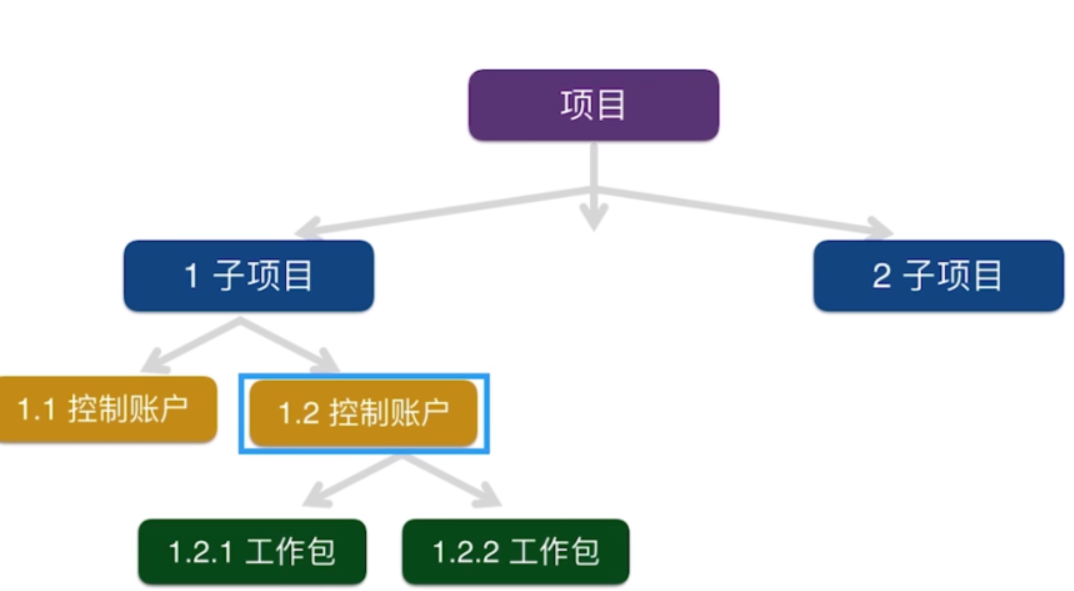 项目
1 子项目
2 子项目
1.1 控制账户
1.2 控制账户
1.2.1 工作包
1.2.2 工作包